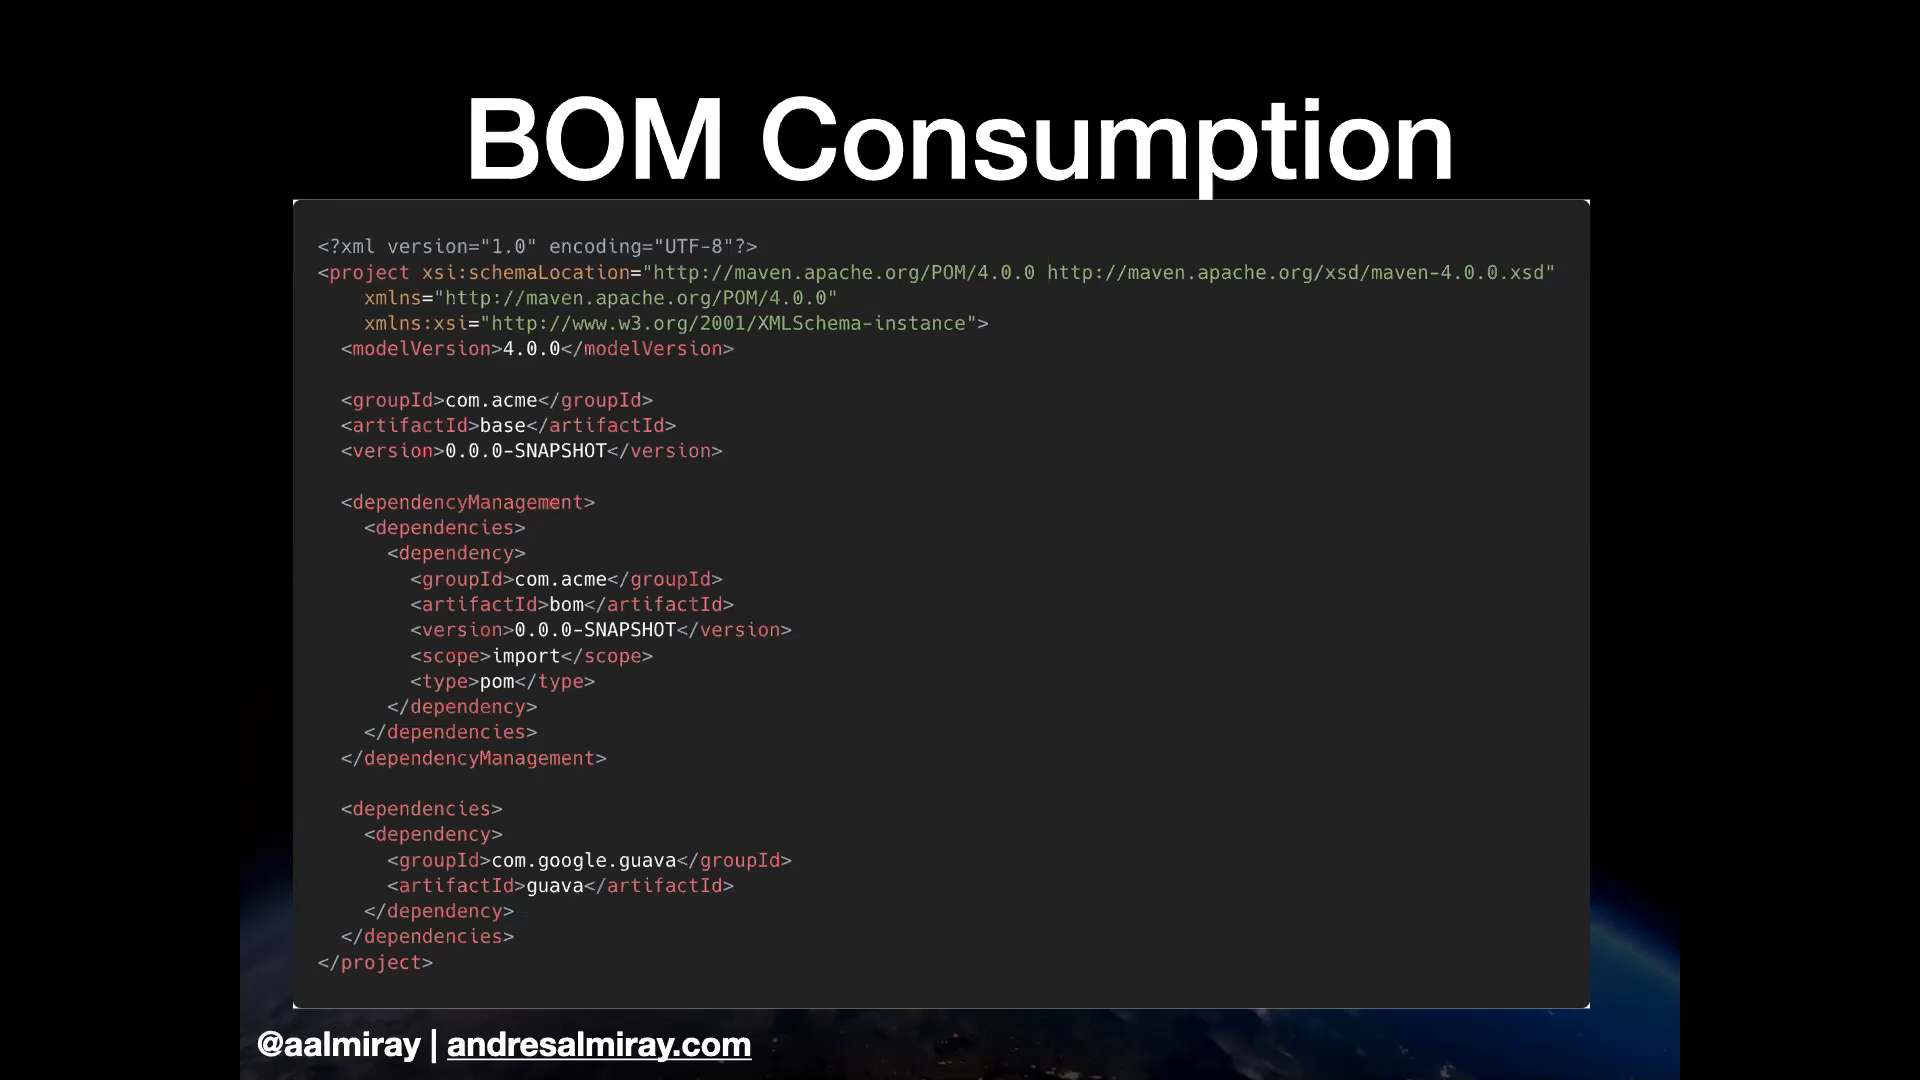 BOM Consumption
<?xml version="1.0" encoding="UTF-8"?>
<project xsi:schemaLocation="http://maven.apache.org/POM/4.0.0 http://maven.apache.org/xsd/maven-4.0.0.xsd"
    xmlns="http://maven.apache.org/POM/4.0.0"
    xmlns:xsi="http://www.w3.org/2001/XMLSchema-instance">
  <modelVersion>4.0.0</modelVersion>
  <groupId>com.acme</groupId>
  <artifactId>base</artifactId>
  <version>0.0.0-SNAPSHOT</version>
  <dependencyManagement>
    <dependencies>
      <dependency>
        <groupId>com.acme</groupId>
        <artifactId>bom</artifactId>
        <version>0.0.0-SNAPSHOT</version>
        <scope>import</scope>
        <type>pom</type>
      </dependency>
    </dependencies>
  </dependencyManagement>
  <dependencies>
    <dependency>
      <groupId>com.google.guava</groupId>
      <artifactId>guava</artifactId>
    </dependency>
  </dependencies>
</project>
@aalmiray | andresalmiray.com